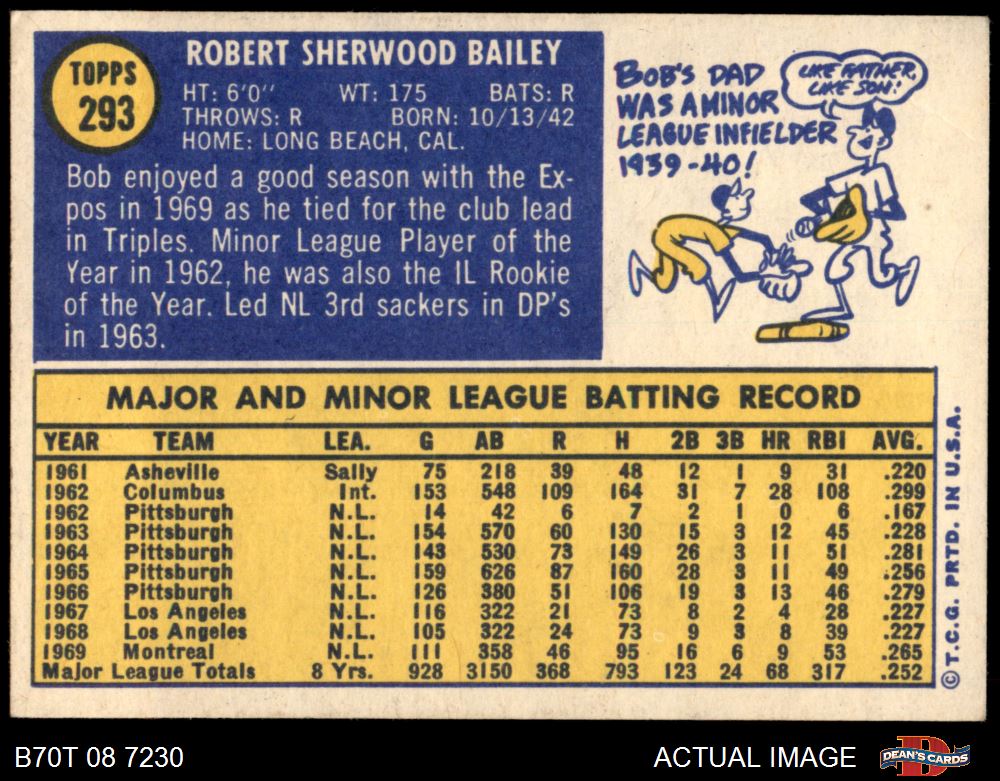 TOPPS
293
ROBERT SHERWOOD BAILEY
HT: 6'0" WT: 175 BATS: R
THROWS: R BORN: 10/13/42
HOME: LONG BEACH, CAL.
Bob enjoyed a good season with the Ex-
pos in 1969 as he tied for the club lead
in Triples. Minor League Player of the
Year in 1962, he was also the IL Rookie
of the Year. Led NL 3rd sackers in DP's
in 1963.
BOB'S DAD
WAS A MINOR
LEAGUE INFIELDER
1939-40!
LIKE FATHER,
LIKE SON!
MAJOR AND MINOR LEAGUE BATTING RECORD
YEAR TEAM LEA. G AB R H 2B 3B HR RBI AVG.
1961 Asheville Sally 75 218 39 48 12 1 9 31 .220
1962 Columbus Int. 153 548 109 164 31 7 28 108 .299
1962 Pittsburgh N.L. 14 42 6 7 2 1 0 6 .167
1963 Pittsburgh N.L. 154 570 60 130 15 3 12 45 .228
1964 Pittsburgh N.L. 143 530 73 149 26 3 11 51 .281
1965 Pittsburgh N.L. 159 626 87 160 28 3 11 49 .256
1966 Pittsburgh N.L. 126 380 51 106 19 3 13 46 .279
1967 Los Angeles N.L. 116 322 21 73 8 2 4 28 .227
1968 Los Angeles N.L. 105 322 24 73 9 3 8 39 .227
1969 Montreal N.L. 111 358 46 95 16 6 9 53 .265
Major League Totals 8 Yrs. 928 3150 368 793 123 24 68 317 .252
©T.C.G. PRTD. IN U.S.A.
B70T 08 7230
ACTUAL IMAGE
DEAN'S CARDS